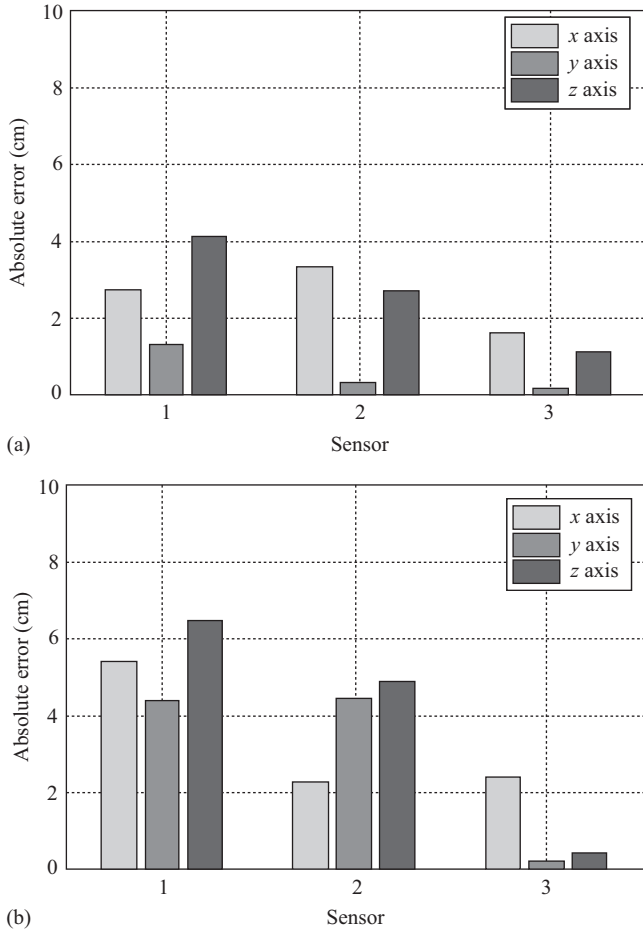 10
8
6
4
2
0
Absolute error (cm)
x axis
y axis
z axis
1 2 3
Sensor
(a)
10
8
6
4
2
0
Absolute error (cm)
x axis
y axis
z axis
1 2 3
Sensor
(b)